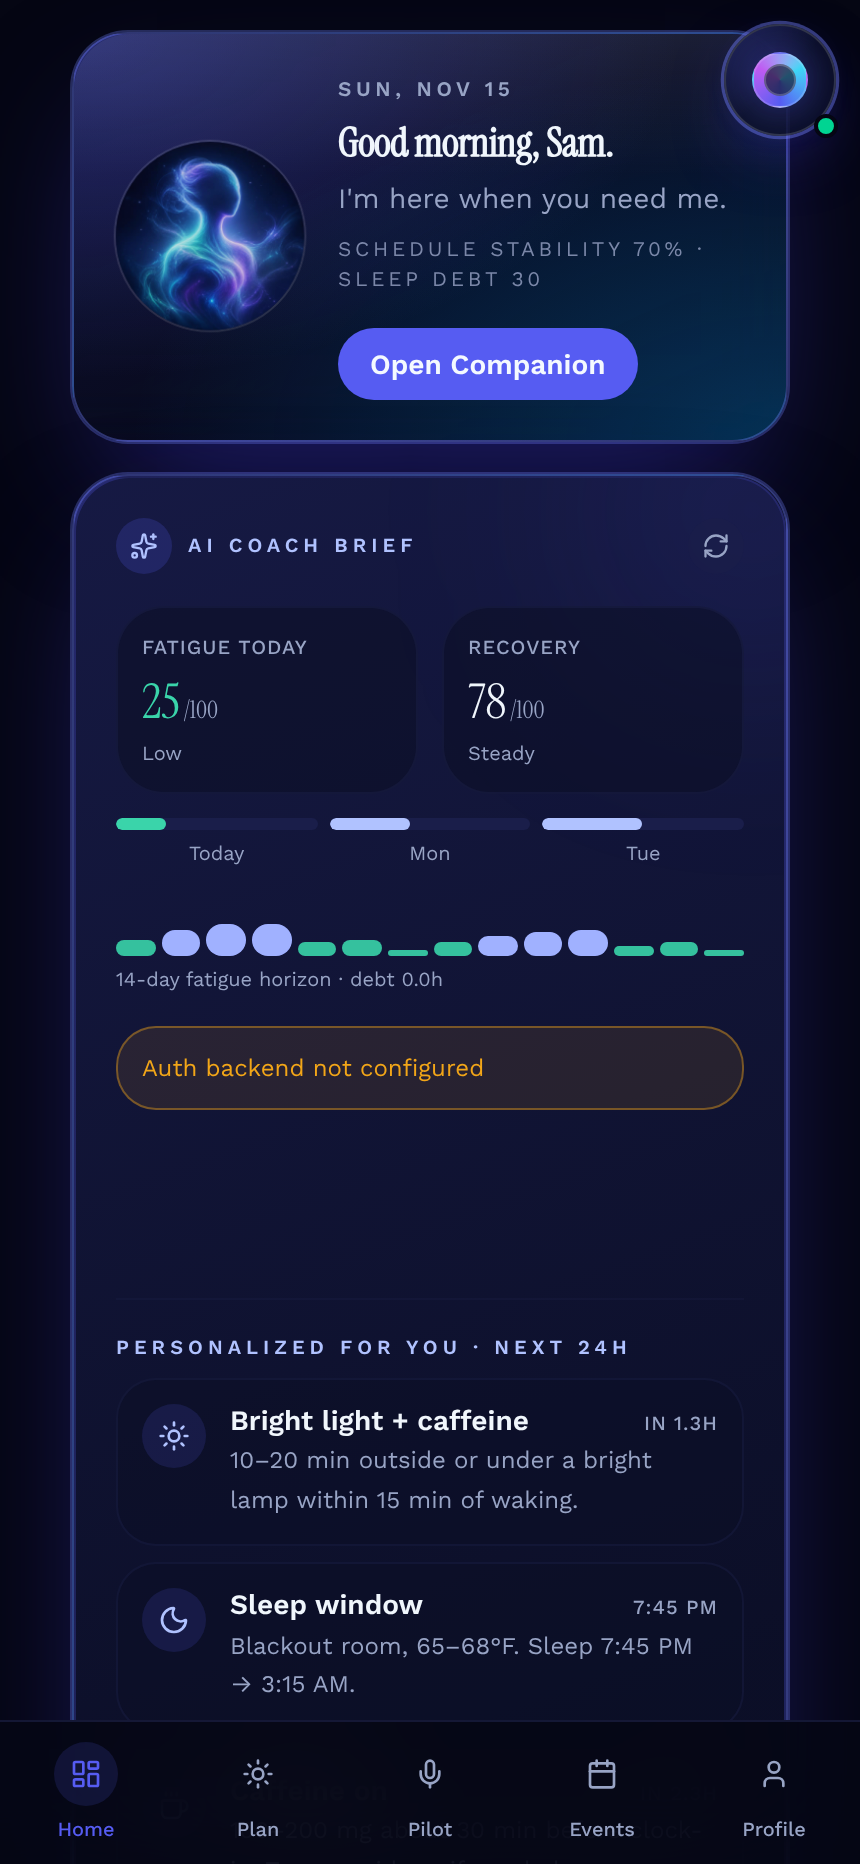 SUN, NOV 15
Good morning, Sam.
I'm here when you need me.
SCHEDULE STABILITY 70% ·
SLEEP DEBT 30
Open Companion
AI COACH BRIEF
FATIGUE TODAY
25/100
Low
RECOVERY
78/100
Steady
Today
Mon
Tue
14-day fatigue horizon · debt 0.0h
Auth backend not configured
PERSONALIZED FOR YOU · NEXT 24H
Bright light + caffeine
IN 1.3H
10–20 min outside or under a bright
lamp within 15 min of waking.
Sleep window
7:45 PM
Blackout room, 65–68°F. Sleep 7:45 PM
→ 3:15 AM.
Home
Plan
Pilot
Events
Profile